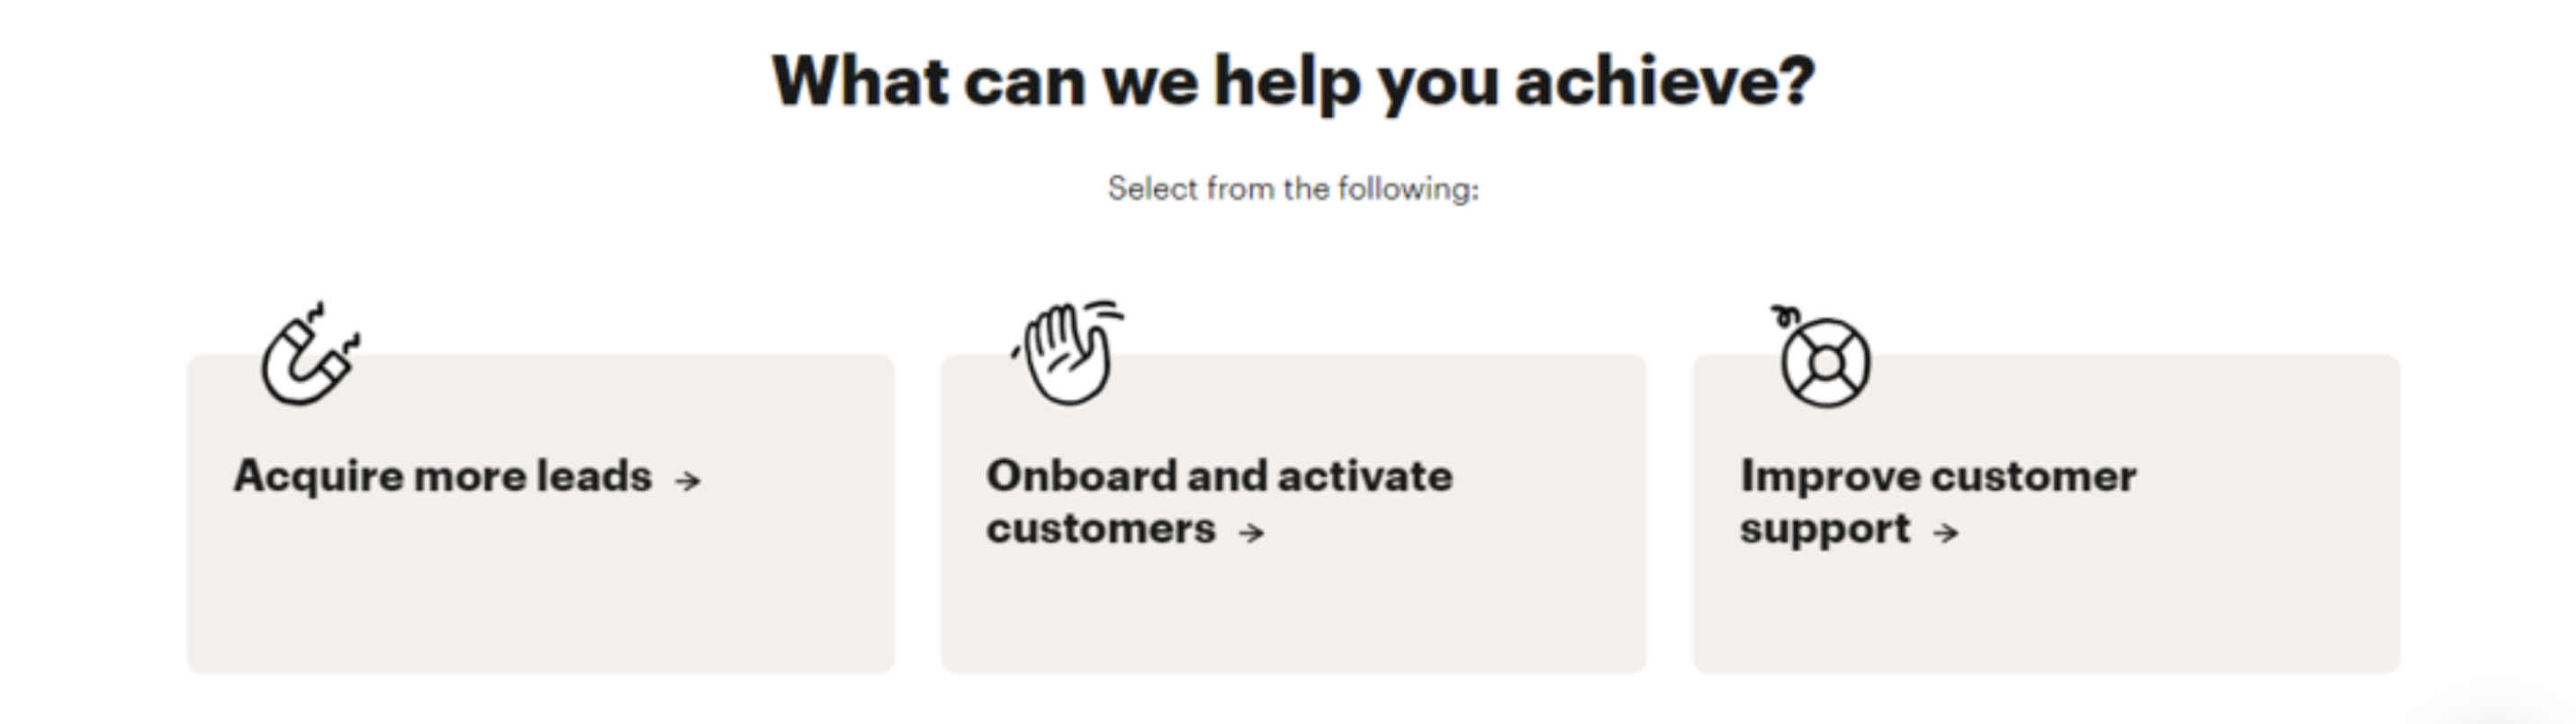 What can we help you achieve?
Select from the following:
Acquire more leads →
Onboard and activate
customers →
Improve customer
support →